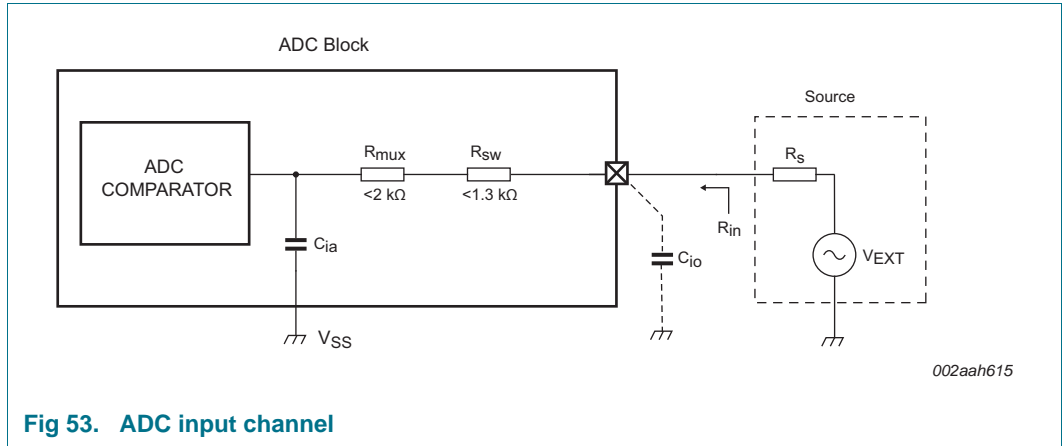 ADC Block
Source
ADC
COMPARATOR
Rmux
<2 kΩ
Rsw
<1.3 kΩ
Cia
VSS
Rin
Cio
Rs
VEXT
002aah615
Fig 53. ADC input channel